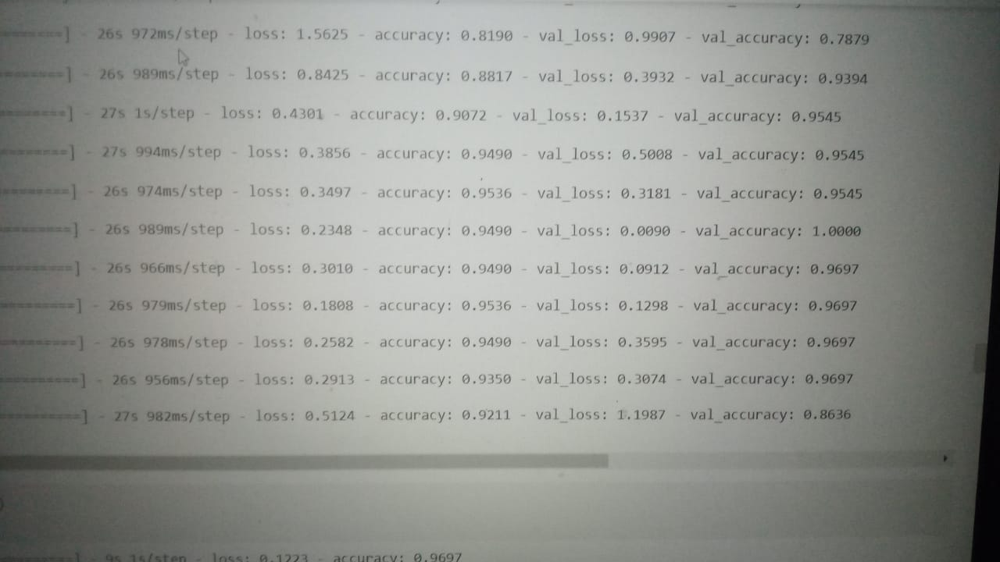 =======] - 26s 972ms/step - loss: 1.5625 - accuracy: 0.8190 - val_loss: 0.9907 - val_accuracy: 0.7879
========] - 26s 989ms/step - loss: 0.8425 - accuracy: 0.8817 - val_loss: 0.3932 - val_accuracy: 0.9394
========] - 27s 1s/step - loss: 0.4301 - accuracy: 0.9072 - val_loss: 0.1537 - val_accuracy: 0.9545
========] - 27s 994ms/step - loss: 0.3856 - accuracy: 0.9490 - val_loss: 0.5008 - val_accuracy: 0.9545
========] - 26s 974ms/step - loss: 0.3497 - accuracy: 0.9536 - val_loss: 0.3181 - val_accuracy: 0.9545
========] - 26s 989ms/step - loss: 0.2348 - accuracy: 0.9490 - val_loss: 0.0090 - val_accuracy: 1.0000
=========] - 26s 966ms/step - loss: 0.3010 - accuracy: 0.9490 - val_loss: 0.0912 - val_accuracy: 0.9697
=========] - 26s 979ms/step - loss: 0.1808 - accuracy: 0.9536 - val_loss: 0.1298 - val_accuracy: 0.9697
=========] - 26s 978ms/step - loss: 0.2582 - accuracy: 0.9490 - val_loss: 0.3595 - val_accuracy: 0.9697
=========] - 26s 956ms/step - loss: 0.2913 - accuracy: 0.9350 - val_loss: 0.3074 - val_accuracy: 0.9697
=========] - 27s 982ms/step - loss: 0.5124 - accuracy: 0.9211 - val_loss: 1.1987 - val_accuracy: 0.8636
)
=========] - 9s 1s/step - loss: 0.1223 - accuracy: 0.9697